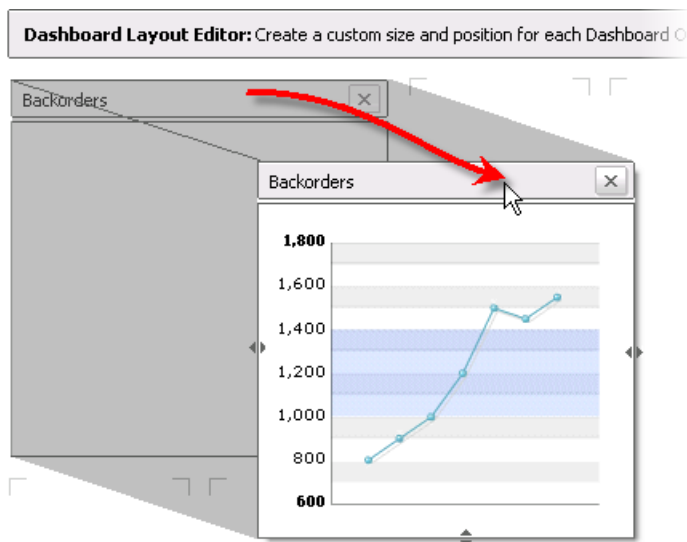 Dashboard Layout Editor: Create a custom size and position for each Dashboard
Backorders
Backorders
1,800
1,600
1,400
1,200
1,000
800
600